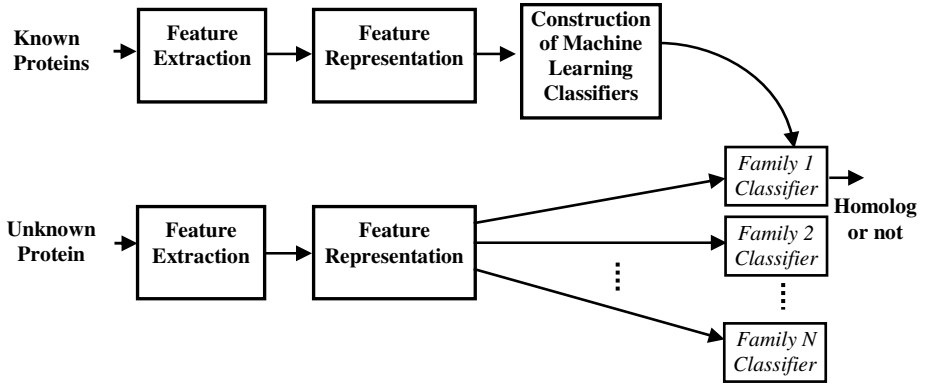 Known
Proteins
Feature
Extraction
Feature
Representation
Construction
of Machine
Learning
Classifiers
Family 1
Classifier
Homolog
or not
Unknown
Protein
Feature
Extraction
Feature
Representation
Family 2
Classifier
Family N
Classifier